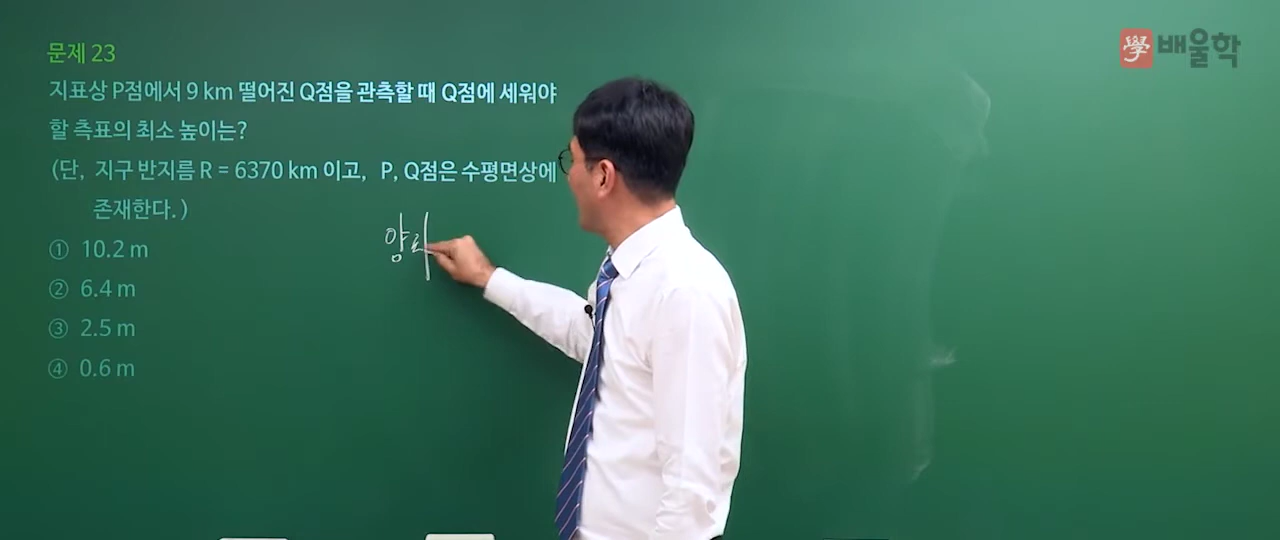 學 배울학
문제 23
지표상 P점에서 9 km 떨어진 Q점을 관측할 때 Q점에 세워야
할 측표의 최소 높이는?
(단, 지구 반지름 R = 6370 km 이고, P, Q점은 수평면상에
존재한다.)
① 10.2 m
② 6.4 m
③ 2.5 m
④ 0.6 m